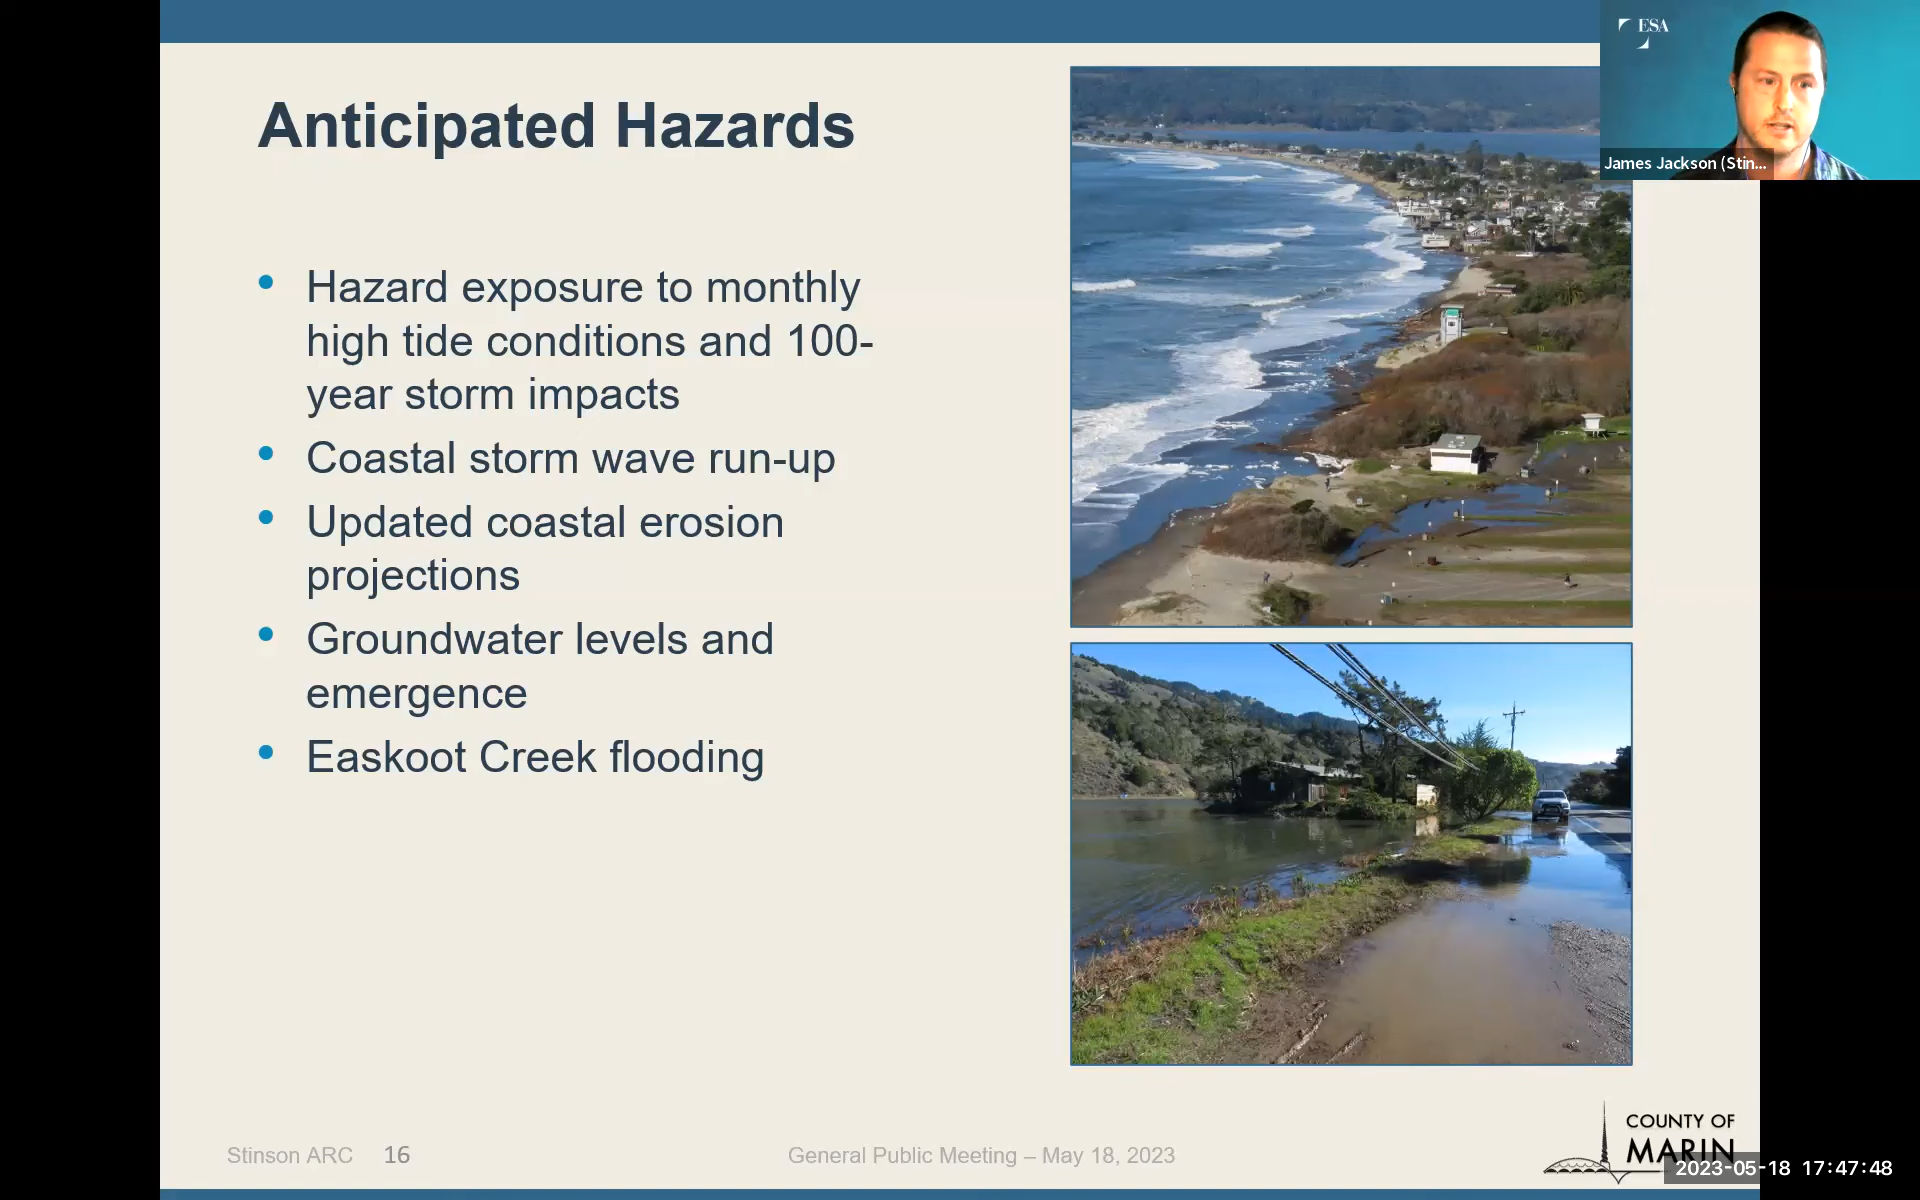 ESA
James Jackson (Stin...
Anticipated Hazards
• Hazard exposure to monthly
high tide conditions and 100-
year storm impacts
• Coastal storm wave run-up
• Updated coastal erosion
projections
• Groundwater levels and
emergence
• Easkoot Creek flooding
Stinson ARC 16
General Public Meeting – May 18, 2023
COUNTY OF
MARIN
2023-05-18 17:47:48